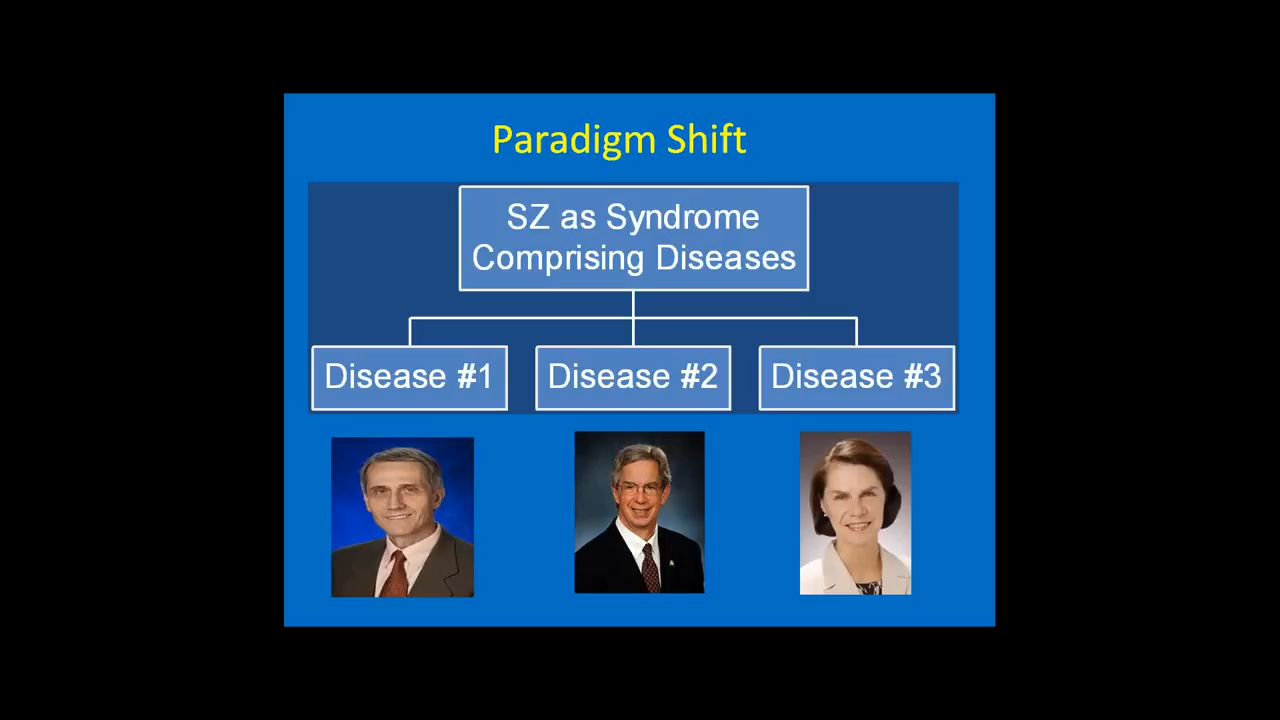 Paradigm Shift
SZ as Syndrome
Comprising Diseases
Disease #1
Disease #2
Disease #3